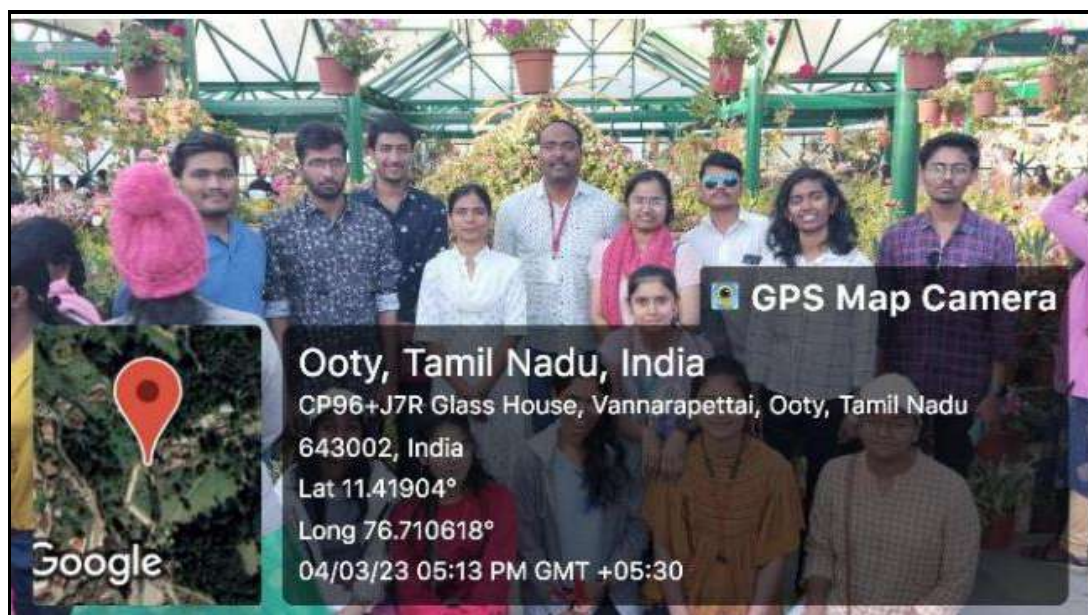 GPS Map Camera
Ooty, Tamil Nadu, India
CP96+J7R Glass House, Vannarapettai, Ooty, Tamil Nadu
643002, India
Lat 11.41904°
Long 76.710618°
04/03/23 05:13 PM GMT +05:30
Google